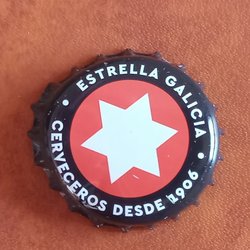 ESTRELLA GALICIA
CERVECEROS DESDE 1906